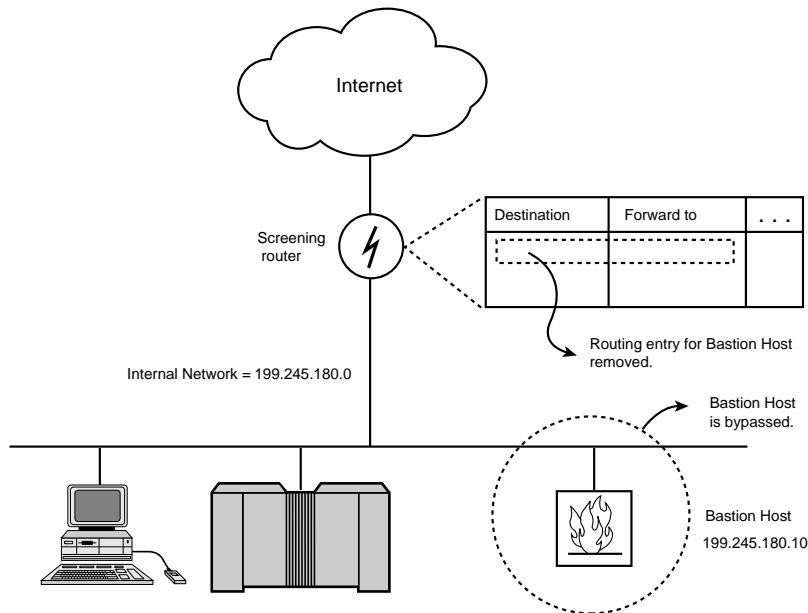 Internet
Destination
Forward to
. . .
Screening
router
Routing entry for Bastion Host
removed.
Internal Network = 199.245.180.0
Bastion Host
is bypassed.
Bastion Host
199.245.180.10